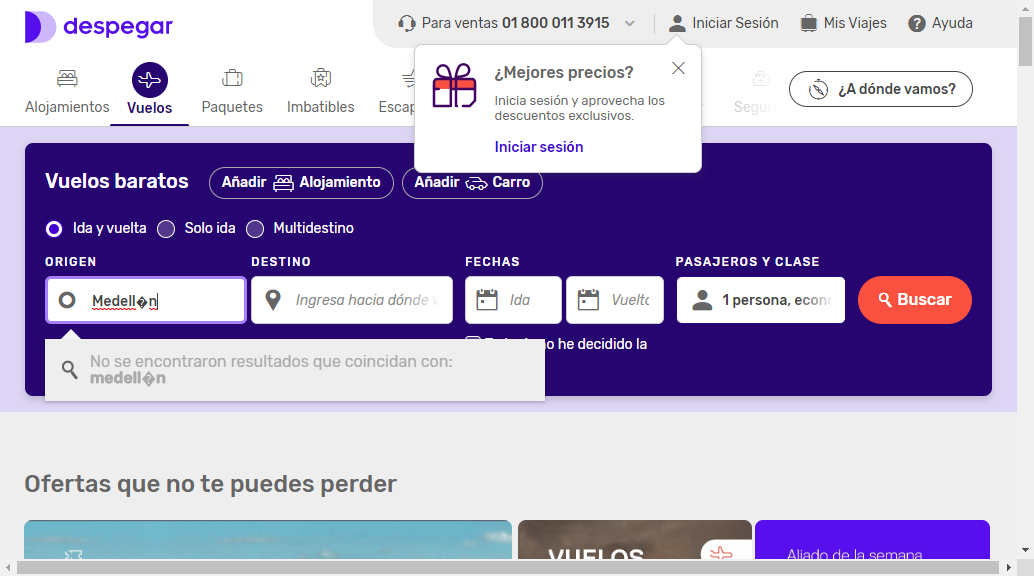 despegar
Para ventas 01 800 011 3915
Iniciar Sesión
Mis Viajes
Ayuda
Alojamientos
Vuelos
Paquetes
Imbatibles
Escap
Segur
¿A dónde vamos?
¿Mejores precios?
Inicia sesión y aprovecha los
descuentos exclusivos.
Iniciar sesión
Vuelos baratos
Añadir Alojamiento
Añadir Carro
Ida y vuelta
Solo ida
Multidestino
ORIGEN
DESTINO
FECHAS
PASAJEROS Y CLASE
Medell�n
Ingresa hacia dónde v
Ida
Vuelta
1 persona, econ
Buscar
no he decidido la
No se encontraron resultados que coincidan con:
medell�n
Ofertas que no te puedes perder
VUELOS
Aliado de la semana